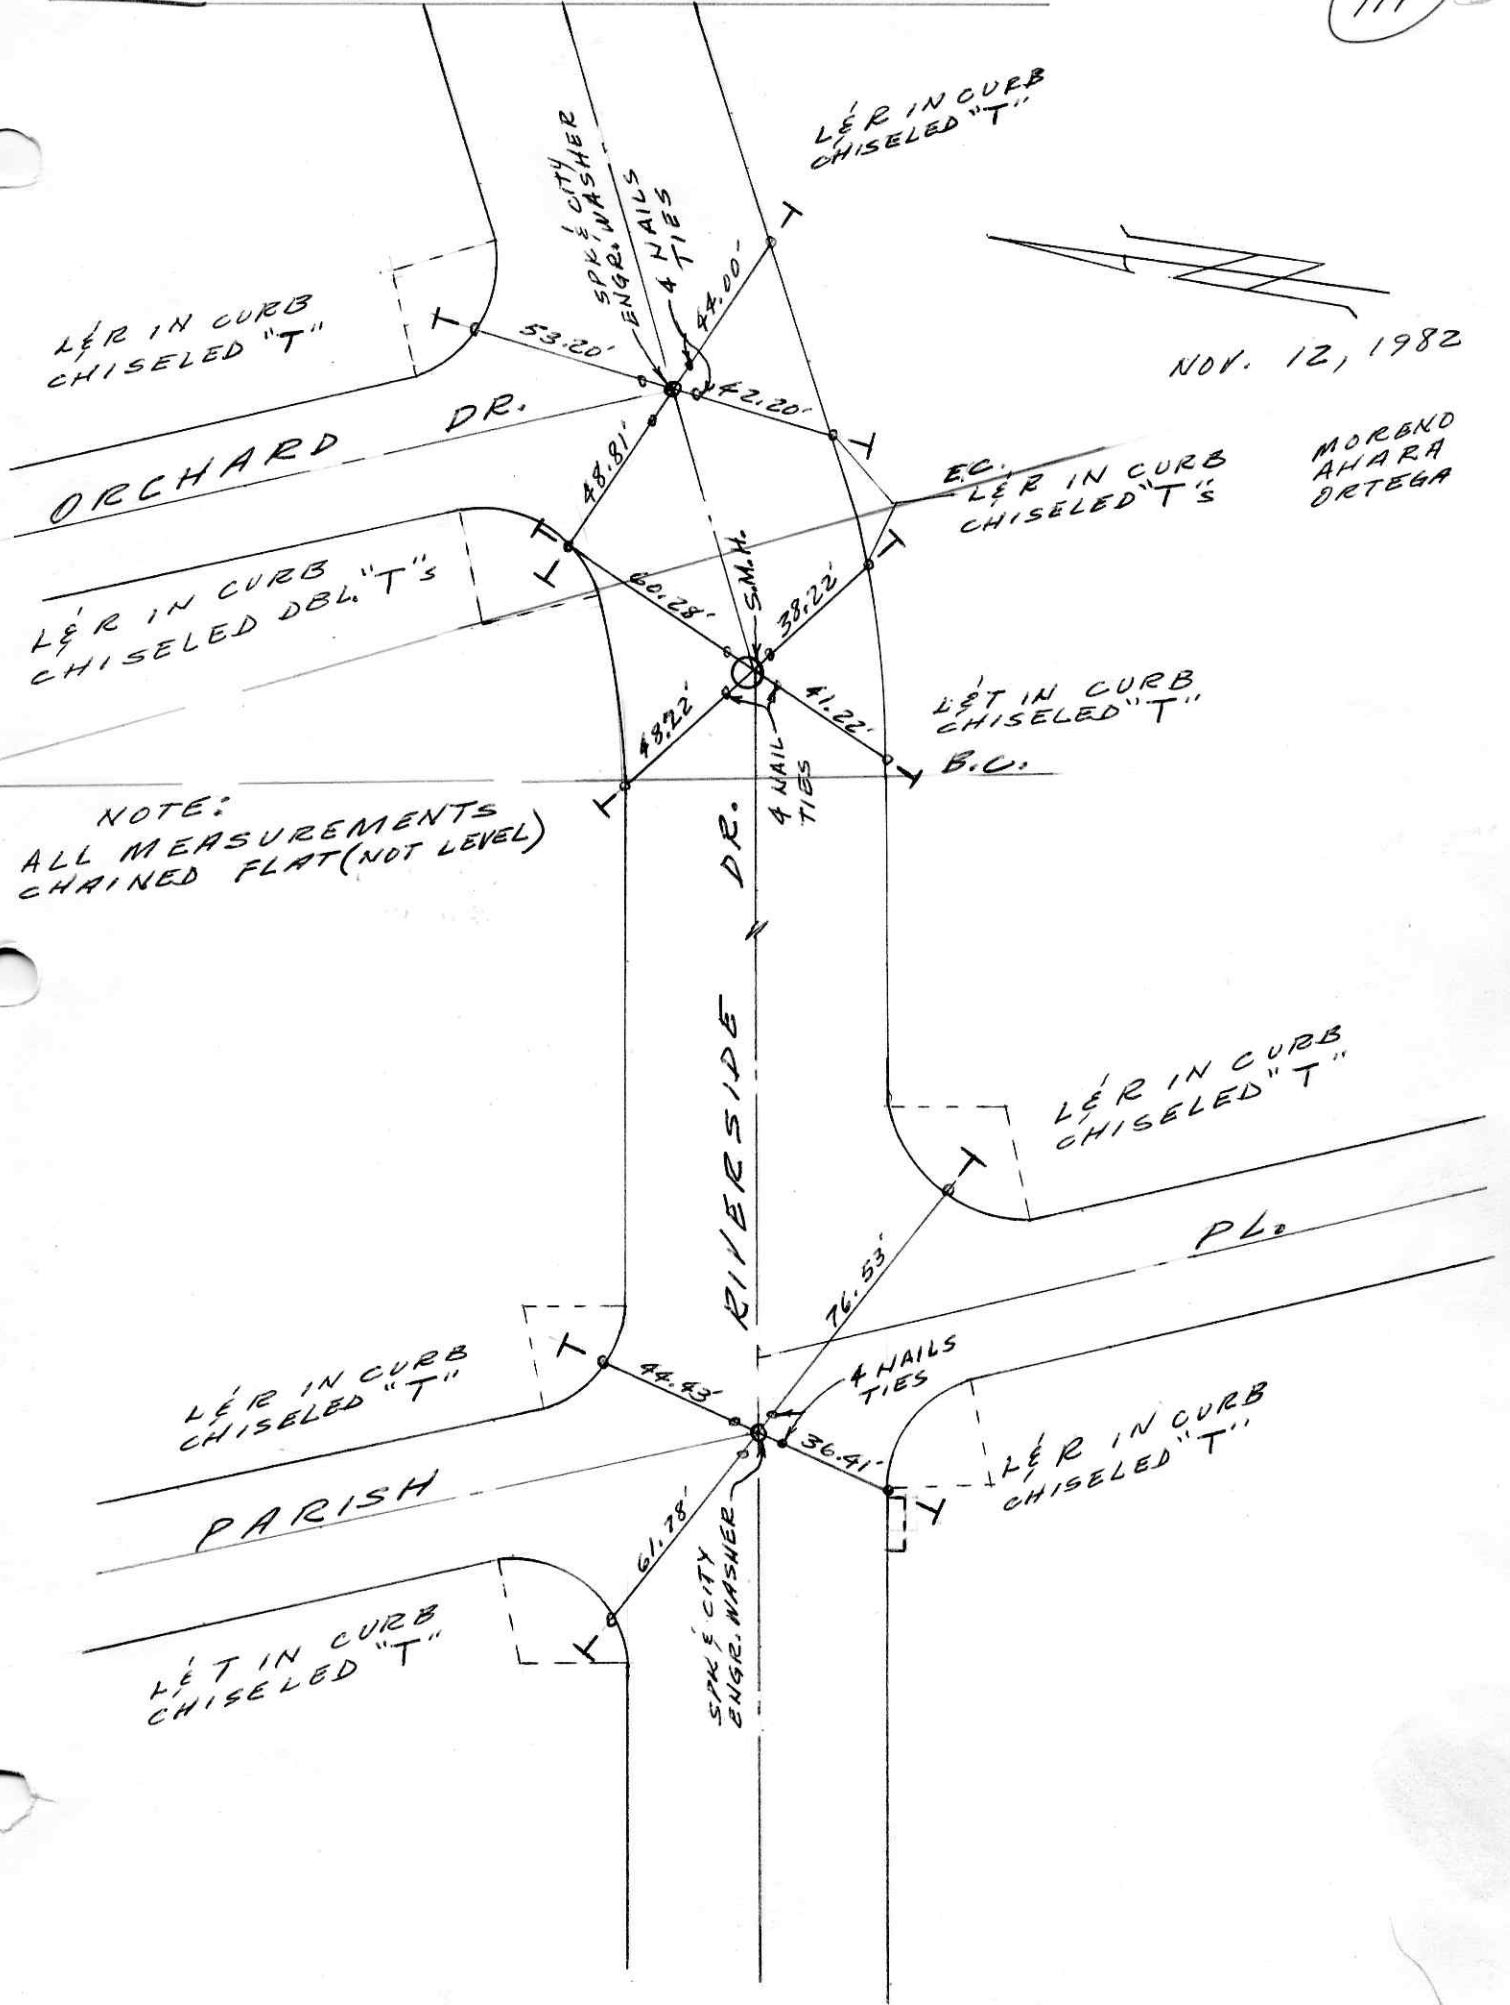 111
L&R IN CURB
CHISELED "T"
SPK & CITY
ENGR. WASHER
4 NAILS
TIES
44.00'
L&R IN CURB
CHISELED "T"
53.20'
NOV. 12, 1982
42.20'
ORCHARD DR.
48.81'
E.C.
L&R IN CURB
CHISELED "T"s
MORENO
AHARA
ORTEGA
L&R IN CURB
CHISELED DBL. "T"s
60.28'
S.M.H.
38.22'
48.22'
41.22'
L&T IN CURB
CHISELED "T"
B.C.
4 NAIL
TIES
NOTE:
ALL MEASUREMENTS
CHAINED FLAT (NOT LEVEL)
RIVERSIDE DR.
L&R IN CURB
CHISELED "T"
76.53'
PL.
L&R IN CURB
CHISELED "T"
44.43'
4 NAILS
TIES
36.41'
L&R IN CURB
CHISELED "T"
PARISH
61.78'
SPK & CITY
ENGR. WASHER
L&T IN CURB
CHISELED "T"